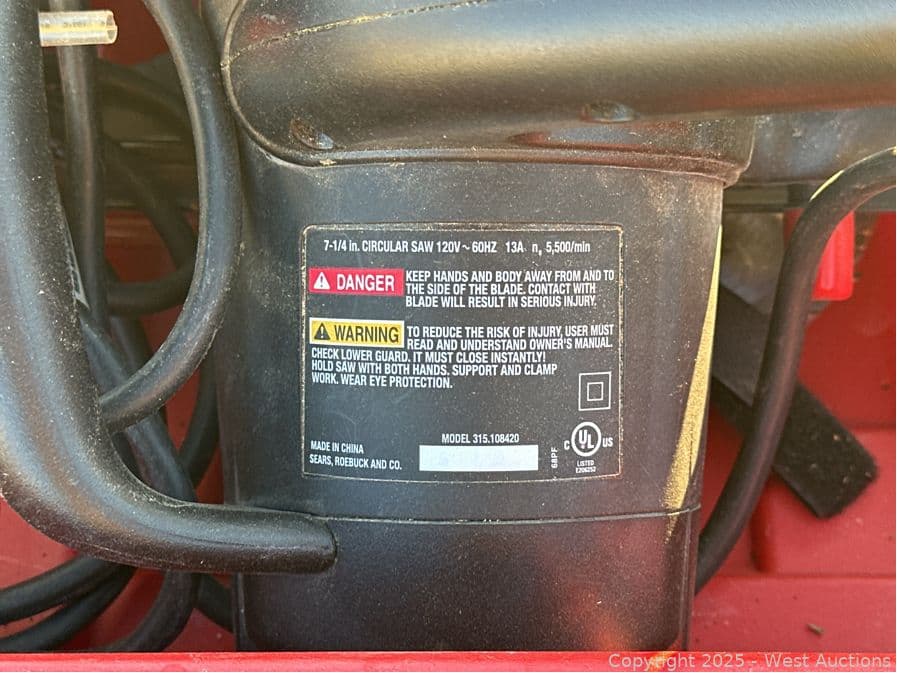 7-1/4 in. CIRCULAR SAW 120V~60HZ 13A n₀ 5,500/min
DANGER KEEP HANDS AND BODY AWAY FROM AND TO
THE SIDE OF THE BLADE. CONTACT WITH
BLADE WILL RESULT IN SERIOUS INJURY.
WARNING TO REDUCE THE RISK OF INJURY, USER MUST
READ AND UNDERSTAND OWNER'S MANUAL.
CHECK LOWER GUARD. IT MUST CLOSE INSTANTLY!
HOLD SAW WITH BOTH HANDS. SUPPORT AND CLAMP
WORK. WEAR EYE PROTECTION.
MODEL 315.108420
MADE IN CHINA
SEARS, ROEBUCK AND CO.
68PF
C UL US
LISTED
E206252
Copyright 2025 - West Auctions